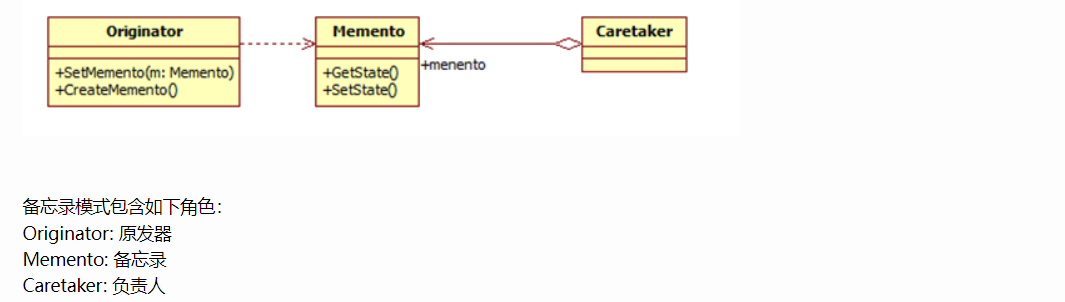 Originator
Memento
Caretaker
+SetMemento(m: Memento)
+CreateMemento()
+GetState()
+SetState()
+menento
备忘录模式包含如下角色：
Originator: 原发器
Memento: 备忘录
Caretaker: 负责人